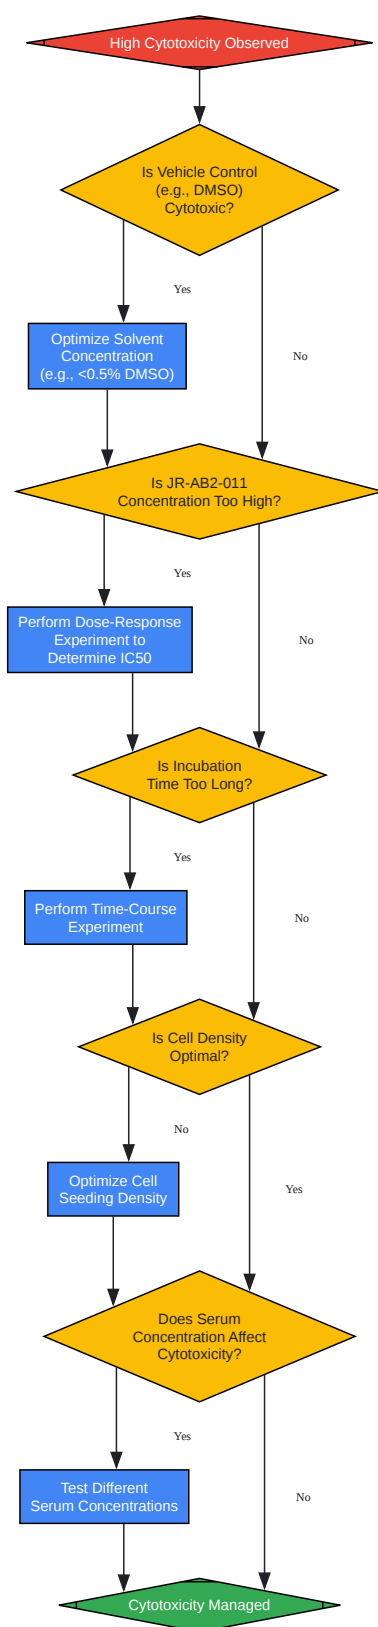 High Cytotoxicity Observed
Is Vehicle Control
(e.g., DMSO)
Cytotoxic?
Yes
No
Optimize Solvent
Concentration
(e.g., <0.5% DMSO)
Is JR-AB2-011
Concentration Too High?
Yes
No
Perform Dose-Response
Experiment to
Determine IC50
Is Incubation
Time Too Long?
Yes
No
Perform Time-Course
Experiment
Is Cell Density
Optimal?
No
Yes
Optimize Cell
Seeding Density
Does Serum
Concentration Affect
Cytotoxicity?
Yes
No
Test Different
Serum Concentrations
Cytotoxicity Managed